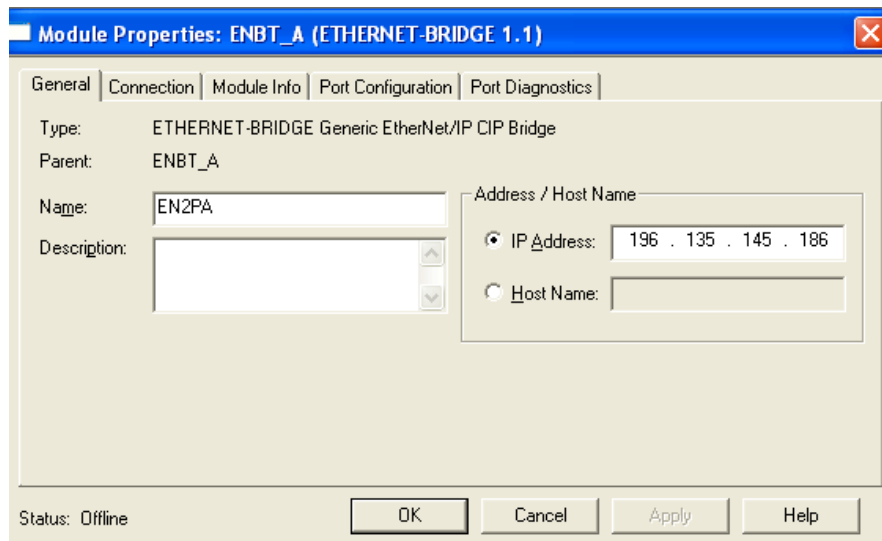 Module Properties: ENBT_A (ETHERNET-BRIDGE 1.1)
General Connection Module Info Port Configuration Port Diagnostics
Type: ETHERNET-BRIDGE Generic EtherNet/IP CIP Bridge
Parent: ENBT_A
Name: EN2PA
Description:
Address / Host Name
IP Address: 196 . 135 . 145 . 186
Host Name:
Status: Offline
OK Cancel Apply Help